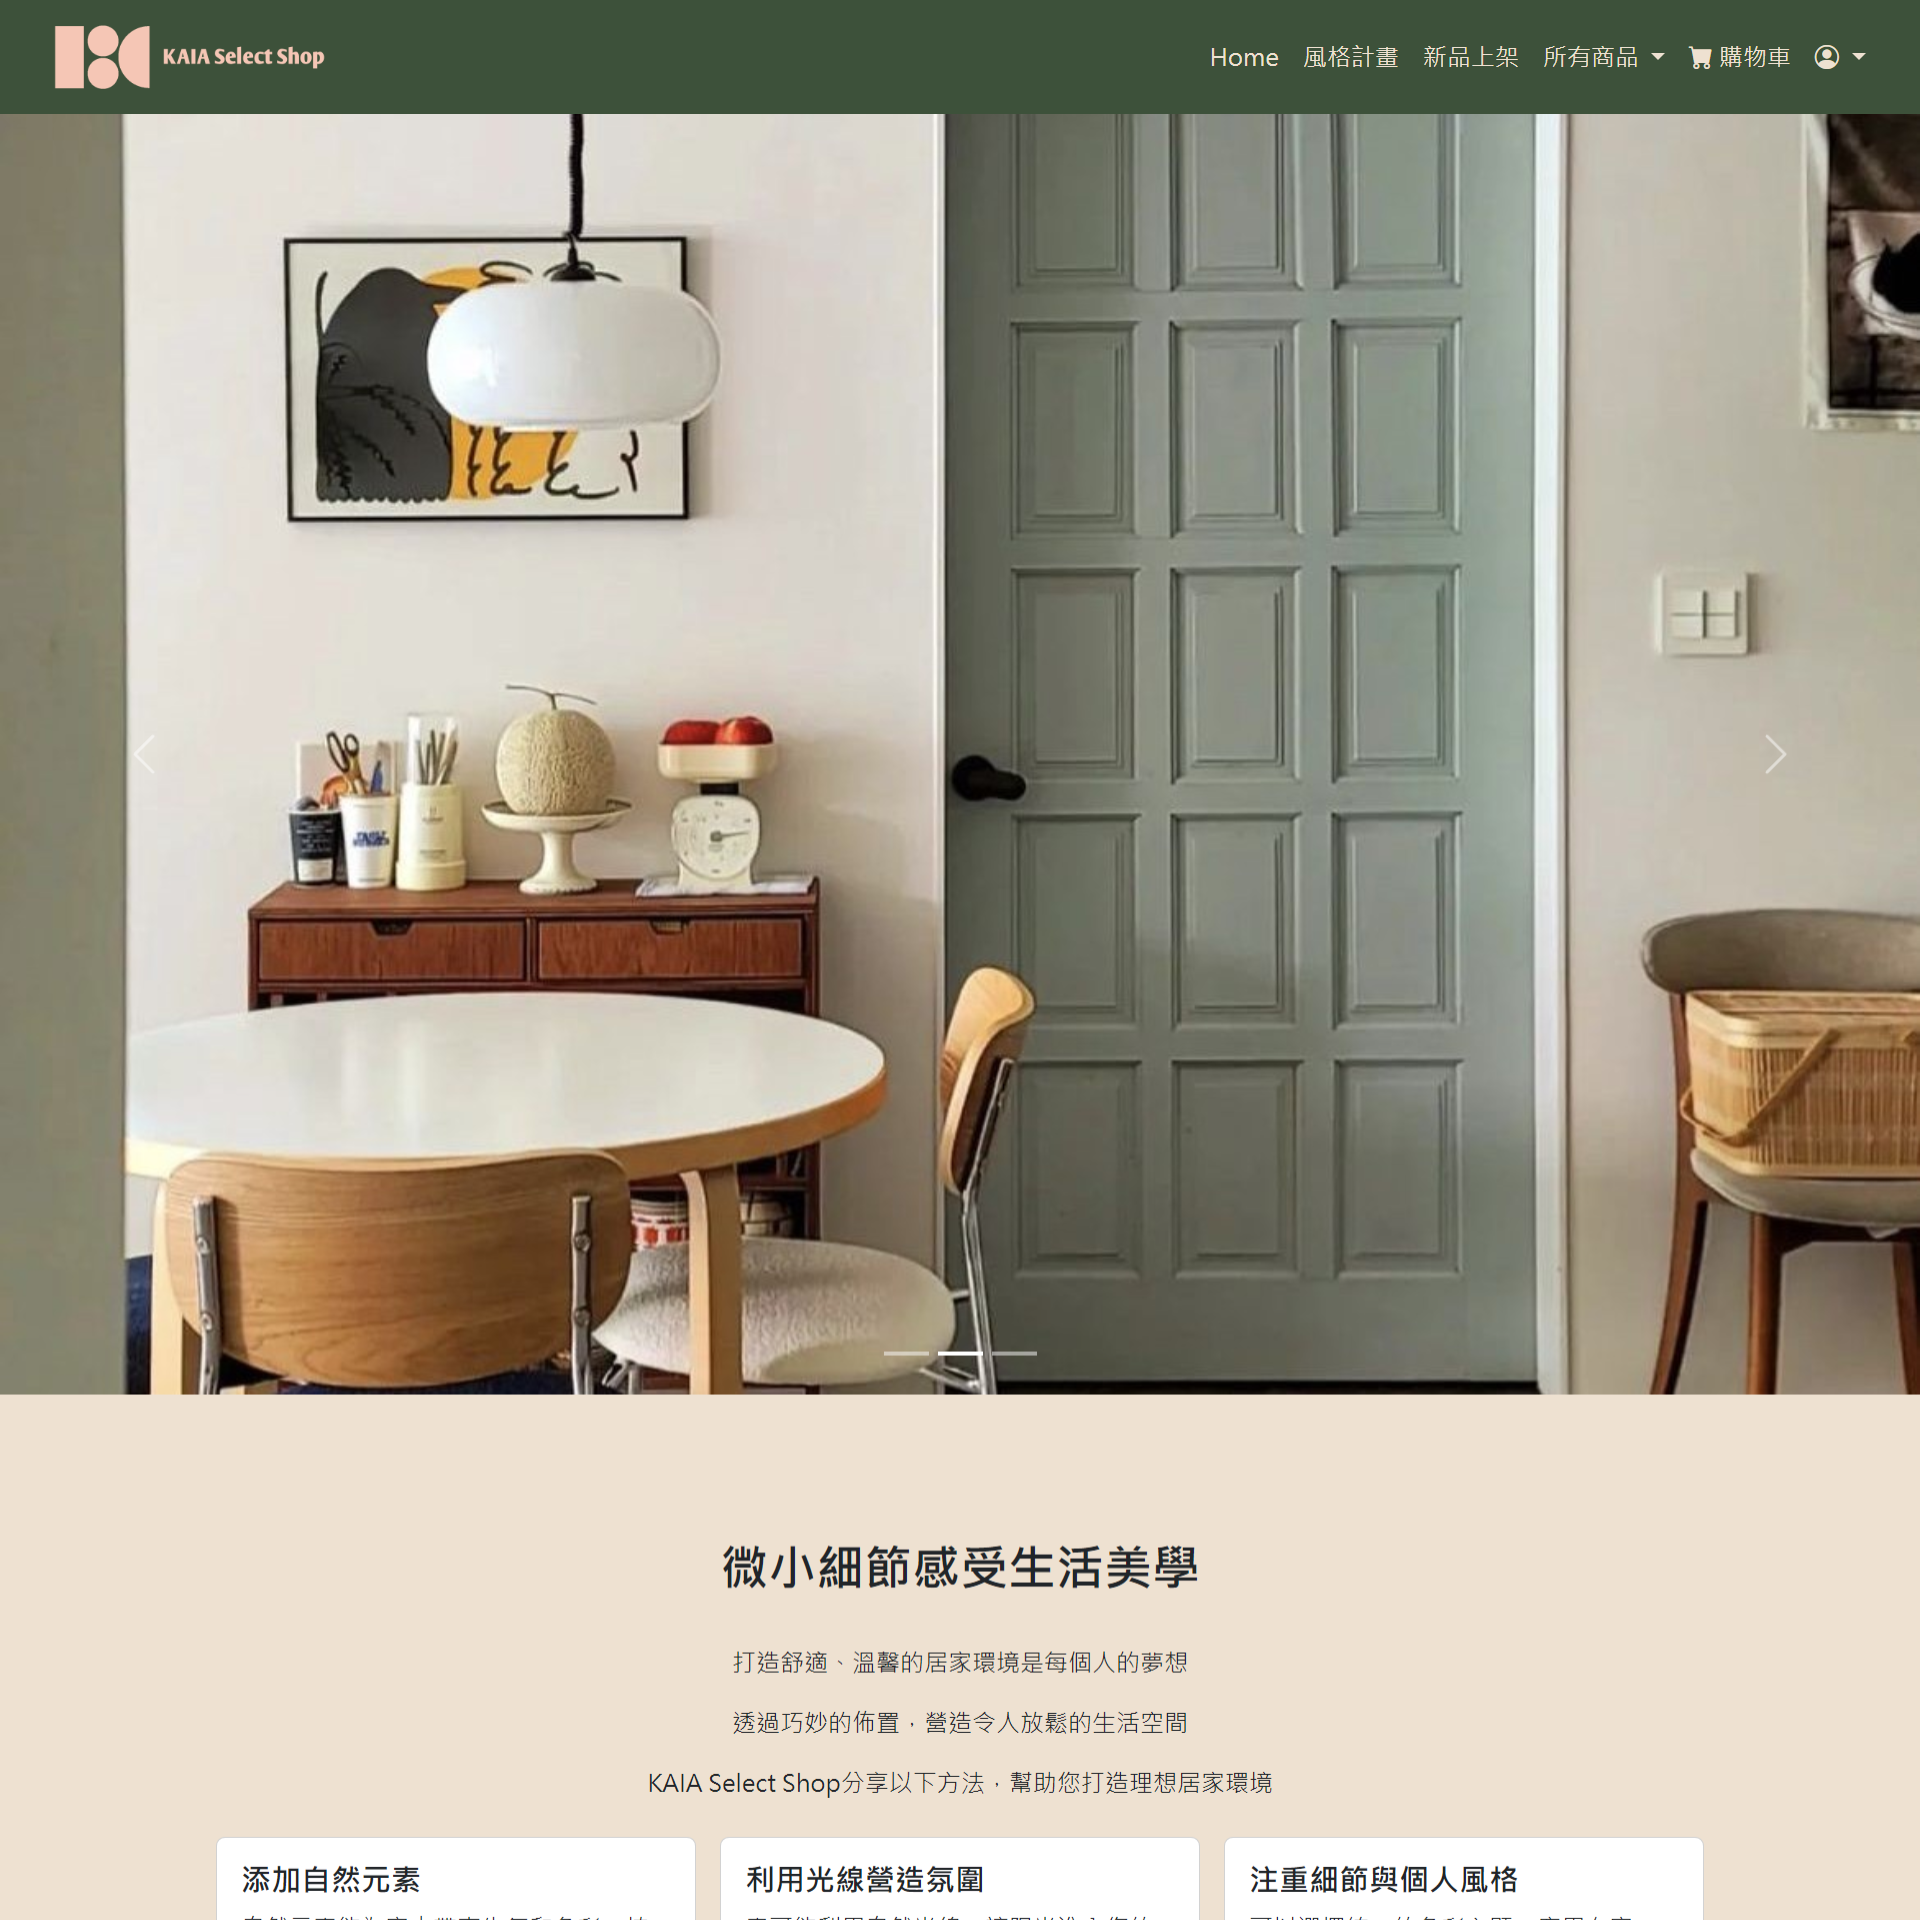 KAIA Select Shop
Home 風格計畫 新品上架 所有商品 購物車
微小細節感受生活美學
打造舒適、溫馨的居家環境是每個人的夢想
透過巧妙的佈置，營造令人放鬆的生活空間
KAIA Select Shop分享以下方法，幫助您打造理想居家環境
添加自然元素
利用光線營造氛圍
注重細節與個人風格